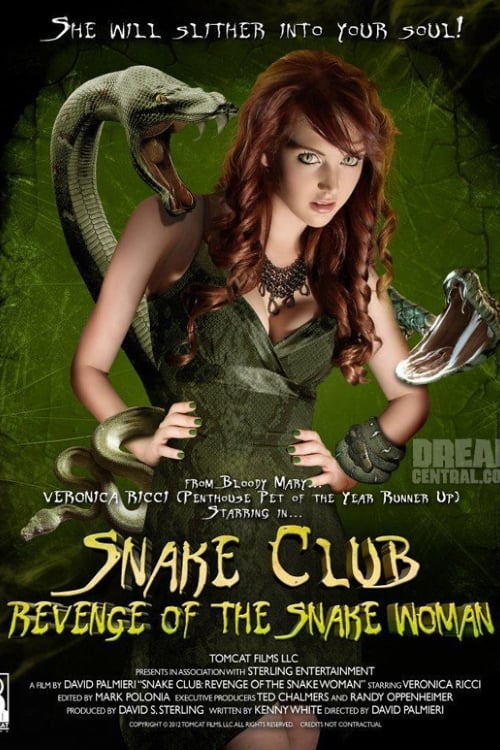 She will slither into your soul!
DREA
CENTRAL.CO
from Bloody Mary...
Veronica Ricci (Penthouse Pet of the Year Runner Up)
Starring in...
Snake Club
Revenge of the Snake Woman
TOMCAT FILMS LLC
PRESENTS IN ASSOCIATION WITH STERLING ENTERTAINMENT
A FILM BY DAVID PALMIERI "SNAKE CLUB: REVENGE OF THE SNAKE WOMAN" STARRING VERONICA RICCI
EDITED BY MARK POLONIA EXECUTIVE PRODUCERS TED CHALMERS AND RANDY OPPENHEIMER
PRODUCED BY DAVID S. STERLING WRITTEN BY KENNY WHITE DIRECTED BY DAVID PALMIERI
COPYRIGHT © 2012 TOMCAT FILMS, LLC. ALL RIGHTS RESERVED. CREDITS NOT CONTRACTUAL